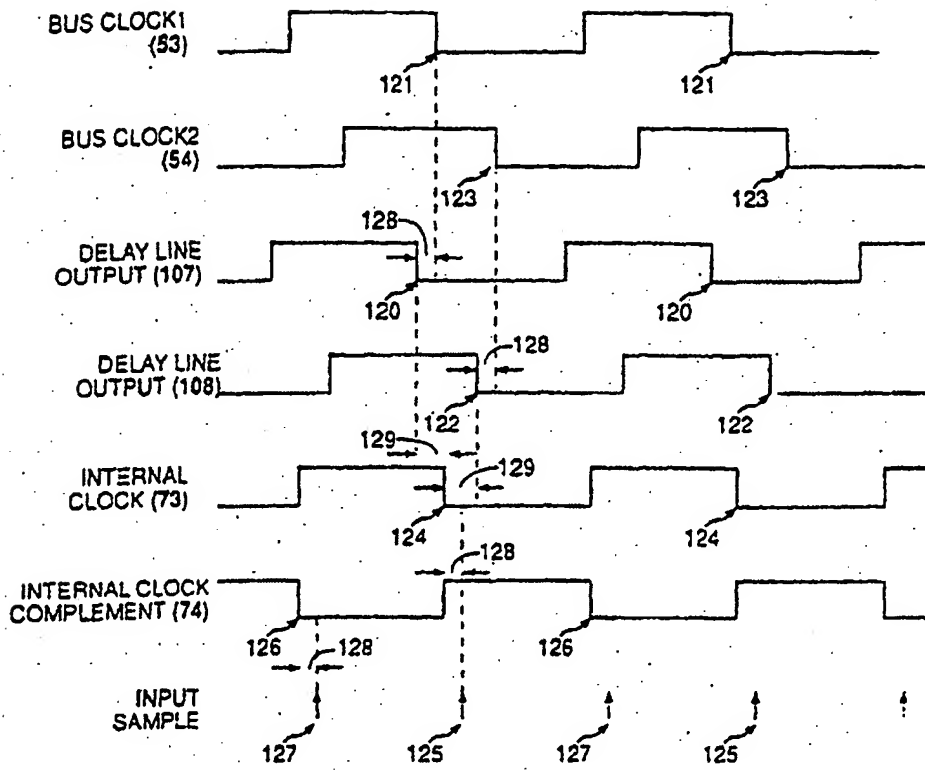 BUS CLOCK1
(53)
121
121
BUS CLOCK2
(54)
123
123
128
DELAY LINE
OUTPUT (107)
120
120
128
DELAY LINE
OUTPUT (108)
122
122
129
129
INTERNAL
CLOCK (73)
124
124
128
INTERNAL CLOCK
COMPLEMENT (74)
126
126
128
INPUT
SAMPLE
127
125
127
125